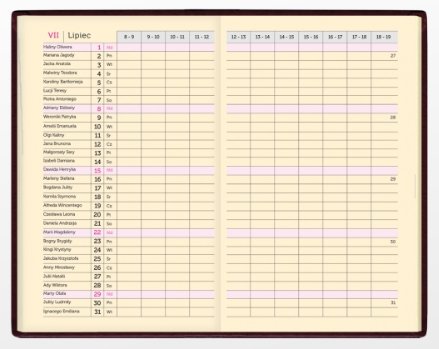 VII Lipiec 8 - 9 9 - 10 10 - 11 11 - 12 12 - 13 13 - 14 14 - 15 15 - 16 16 - 17 17 - 18 18 - 19
Haliny Oliwera 1 Nd
Mariana Jagody 2 Pn 27
Jacka Anatola 3 Wt
Malwiny Teodora 4 Śr
Karoliny Bartłomieja 5 Cz
Łucji Teresy 6 Pt
Piotra Antoniego 7 So
Adriany Elżbiety 8 Nd
Weroniki Patryka 9 Pn 28
Amelii Emanuela 10 Wt
Olgi Kaliny 11 Śr
Jana Brunona 12 Cz
Małgorzaty Sary 13 Pt
Izabeli Damiana 14 So
Dawida Henryka 15 Nd
Mariki Stefana 16 Pn 29
Bogdana Julity 17 Wt
Kamila Szymona 18 Śr
Alfreda Wincentego 19 Cz
Czesława Leona 20 Pt
Daniela Andrzeja 21 So
Marii Magdaleny 22 Nd
Bogny Brygidy 23 Pn 30
Kingi Krystyny 24 Wt
Jakuba Krzysztofa 25 Śr
Anny Mirosławy 26 Cz
Julii Natalii 27 Pt
Ady Wiktora 28 So
Marty Olafa 29 Nd
Julity Ludmiły 30 Pn 31
Ignacego Emiliana 31 Wt